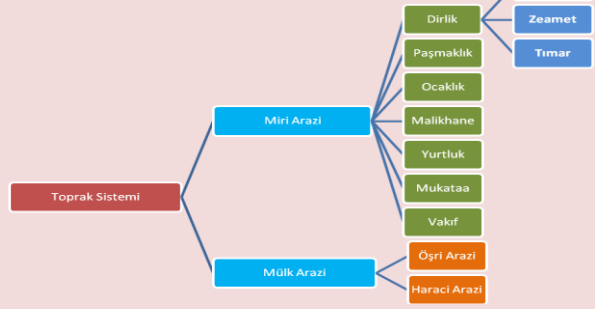 Dirlik
Zeamet
Tımar
Paşmaklık
Ocaklık
Miri Arazi
Malikhane
Yurtluk
Mukataa
Toprak Sistemi
Vakıf
Öşri Arazi
Mülk Arazi
Haraci Arazi